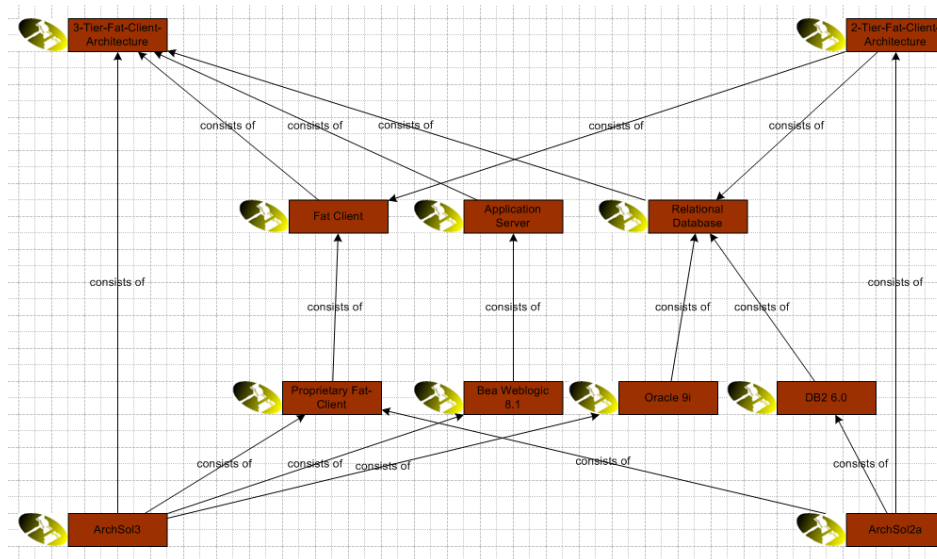 3-Tier-Fat-Client-
Architecture
2-Tier-Fat-Client-
Architecture
consists of
consists of
consists of
consists of
consists of
Fat Client
Application
Server
Relational
Database
consists of
consists of
consists of
consists of
consists of
consists of
Proprietary Fat-
Client
Bea Weblogic
8.1
Oracle 9i
DB2 6.0
consists of
consists of
consists of
consists of
consists of
ArchSol3
ArchSol2a